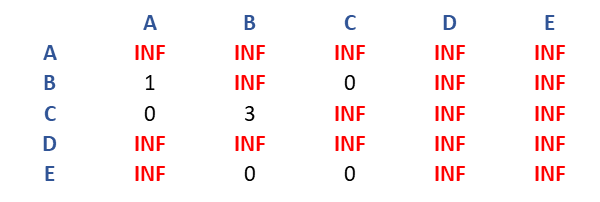 A B C D E
A INF INF INF INF INF
B 1 INF 0 INF INF
C 0 3 INF INF INF
D INF INF INF INF INF
E INF 0 0 INF INF